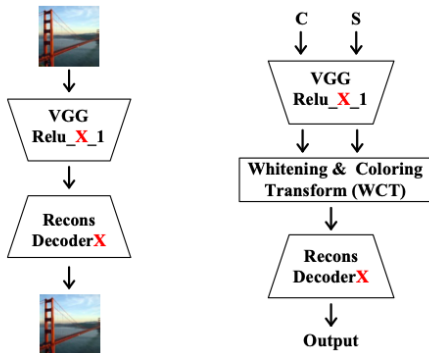 VGG
Relu_X_1
Recons
DecoderX
C S
VGG
Relu_X_1
Whitening & Coloring
Transform (WCT)
Recons
DecoderX
Output